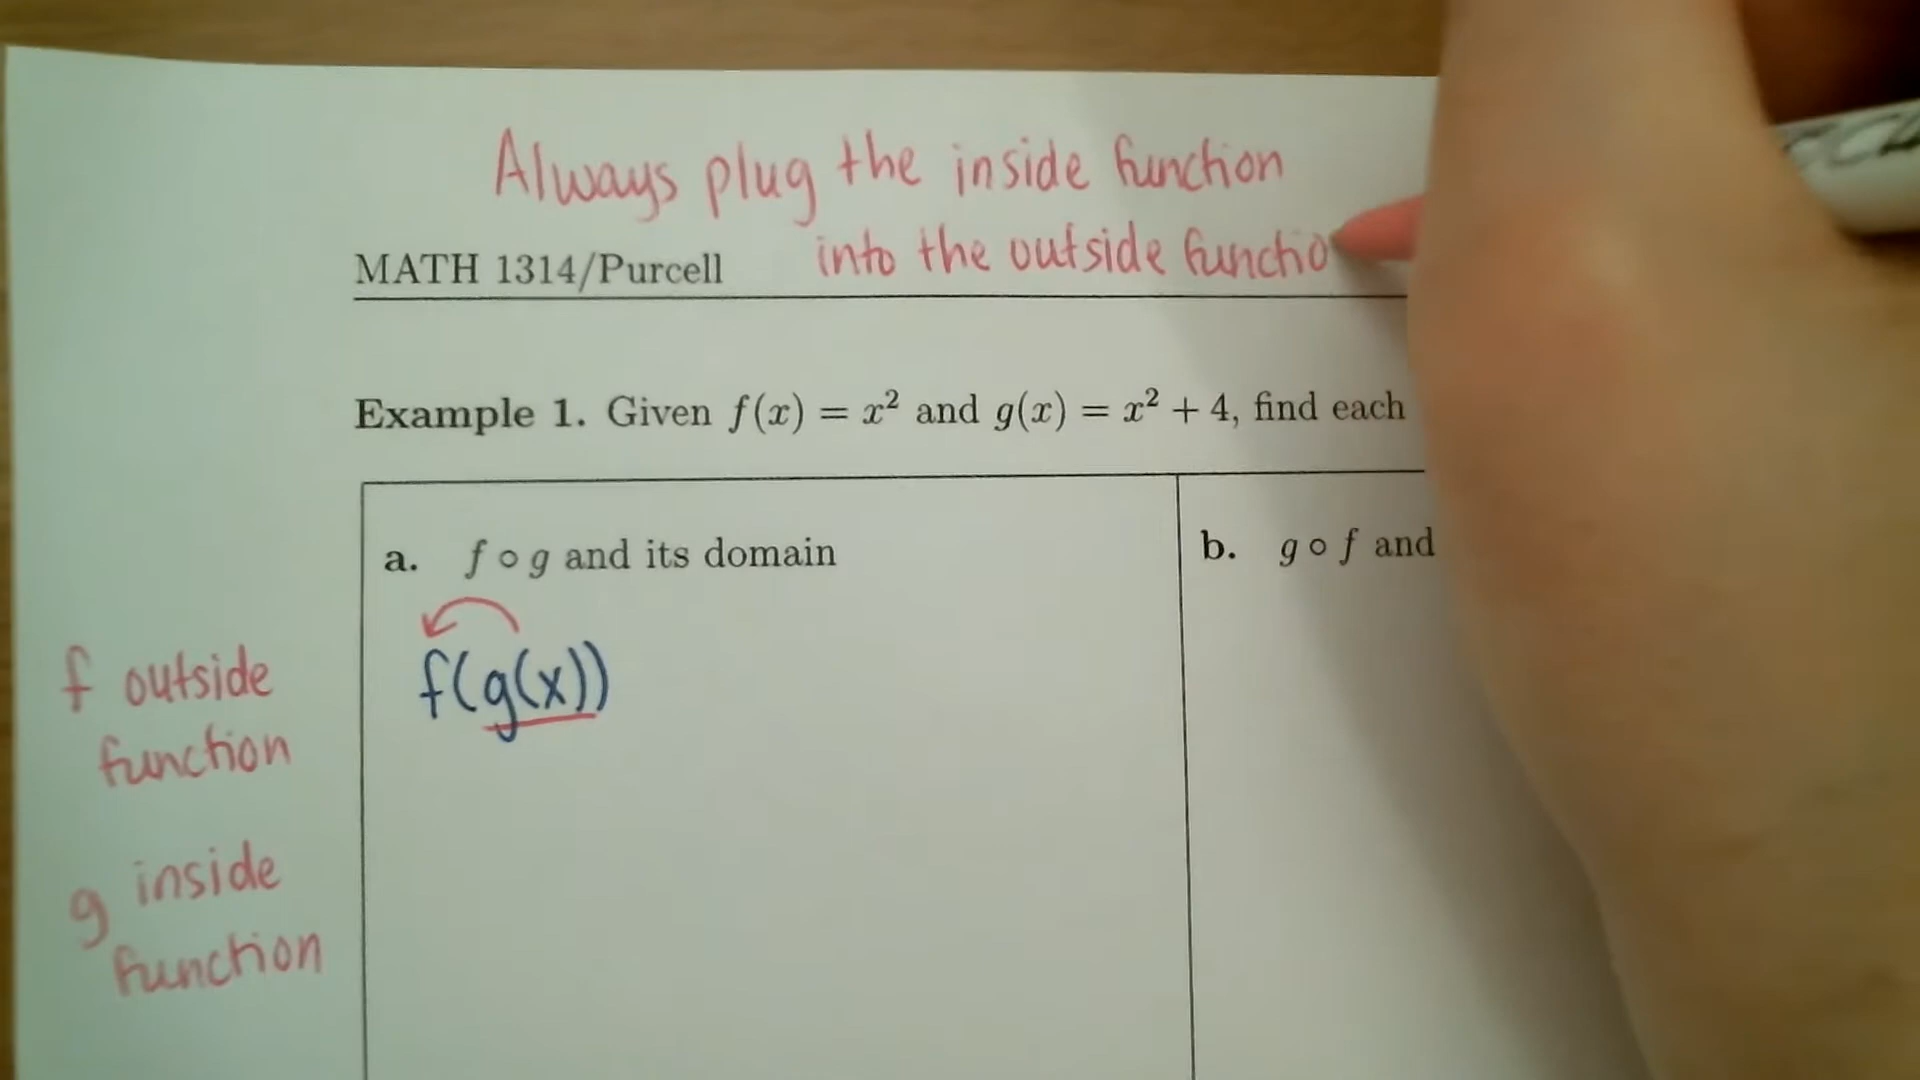 Always plug the inside function
into the outside functio
MATH 1314/Purcell
Example 1. Given f(x) = x² and g(x) = x² + 4, find each
a. f ∘ g and its domain
b. g ∘ f and
f(g(x))
f outside
function
g inside
function